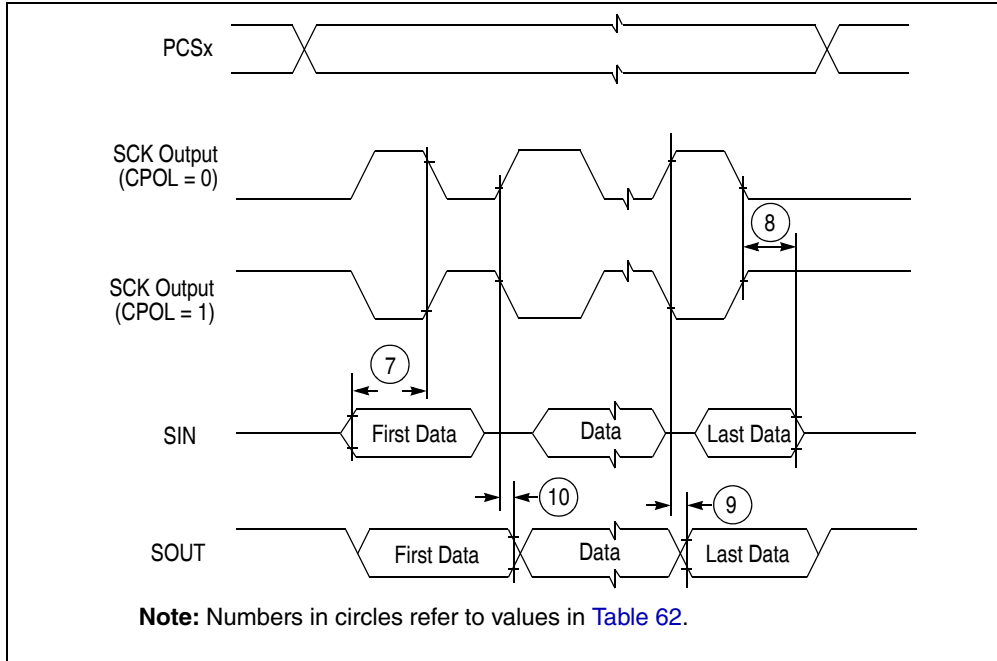 PCSx
SCK Output
(CPOL = 0)
8
SCK Output
(CPOL = 1)
7
SIN
First Data
Data
Last Data
10
9
SOUT
First Data
Data
Last Data
Note: Numbers in circles refer to values in Table 62.